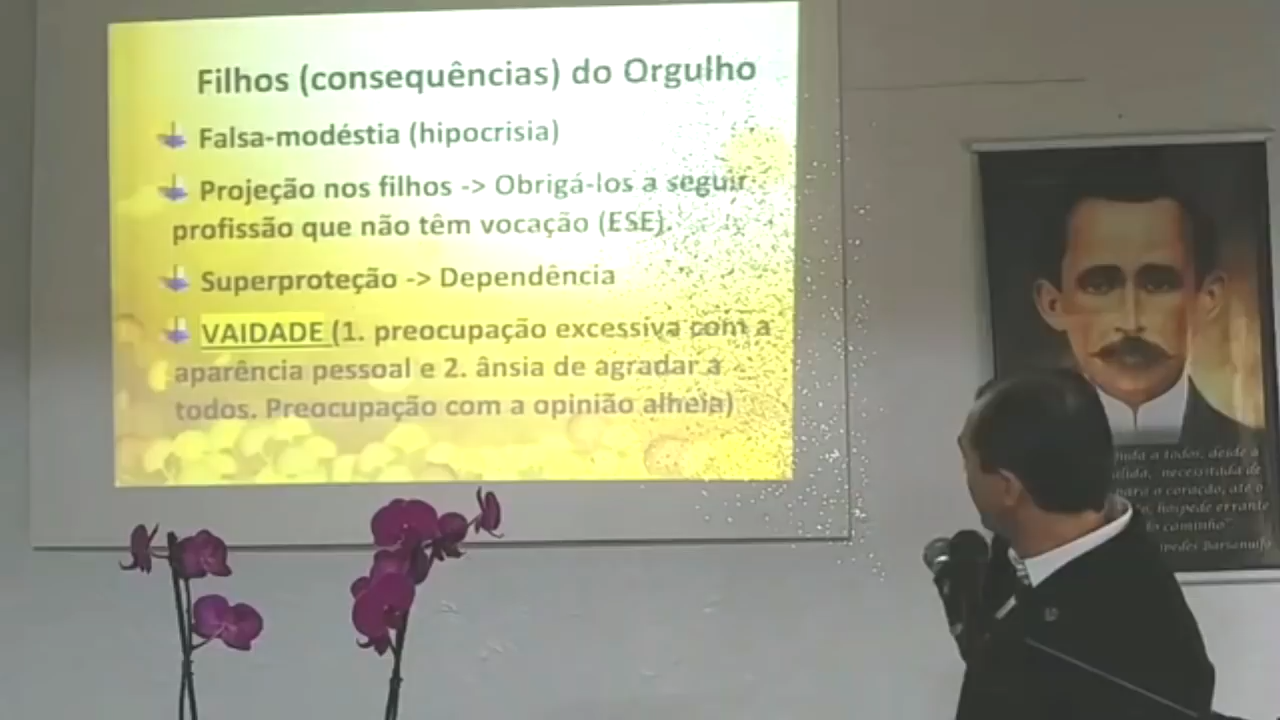 Filhos (consequências) do Orgulho
Falsa-modéstia (hipocrisia)
Projeção nos filhos -> Obrigá-los a seguir
profissão que não têm vocação (ESE).
Superproteção -> Dependência
VAIDADE (1. preocupação excessiva com a
aparência pessoal e 2. ânsia de agradar a
todos. Preocupação com a opinião alheia)
a todos, desde a
necessitada de
para o coração, até o
hóspede errante
caminho"
Barsanulfo